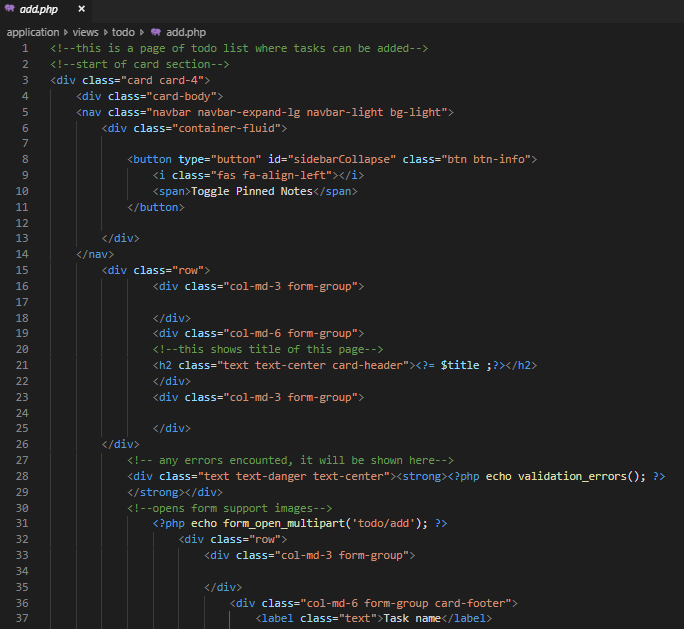 add.php ×
application > views > todo > add.php
1 <!--this is a page of todo list where tasks can be added-->
2 <!--start of card section-->
3 <div class="card card-4">
4 <div class="card-body">
5 <nav class="navbar navbar-expand-lg navbar-light bg-light">
6 <div class="container-fluid">
7
8 <button type="button" id="sidebarCollapse" class="btn btn-info">
9 <i class="fas fa-align-left"></i>
10 <span>Toggle Pinned Notes</span>
11 </button>
12
13 </div>
14 </nav>
15 <div class="row">
16 <div class="col-md-3 form-group">
17
18 </div>
19 <div class="col-md-6 form-group">
20 <!--this shows title of this page-->
21 <h2 class="text text-center card-header"><?= $title ;?></h2>
22 </div>
23 <div class="col-md-3 form-group">
24
25 </div>
26 </div>
27 <!-- any errors encounted, it will be shown here-->
28 <div class="text text-danger text-center"><strong><?php echo validation_errors(); ?>
29 </strong></div>
30 <!--opens form support images-->
31 <?php echo form_open_multipart('todo/add'); ?>
32 <div class="row">
33 <div class="col-md-3 form-group">
34
35 </div>
36 <div class="col-md-6 form-group card-footer">
37 <label class="text">Task name</label>